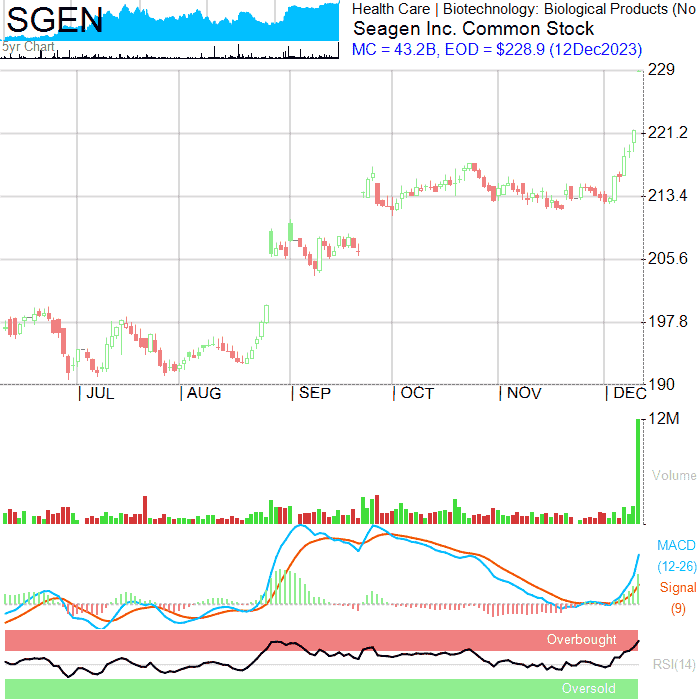 SGEN
5yr Chart
Health Care | Biotechnology: Biological Products (No
Seagen Inc. Common Stock
MC = 43.2B, EOD = $228.9 (12Dec2023)
229
221.2
213.4
205.6
197.8
190
| JUL | AUG | SEP | OCT | NOV | DEC
12M
Volume
MACD
(12-26)
Signal
(9)
Overbought
RSI(14)
Oversold